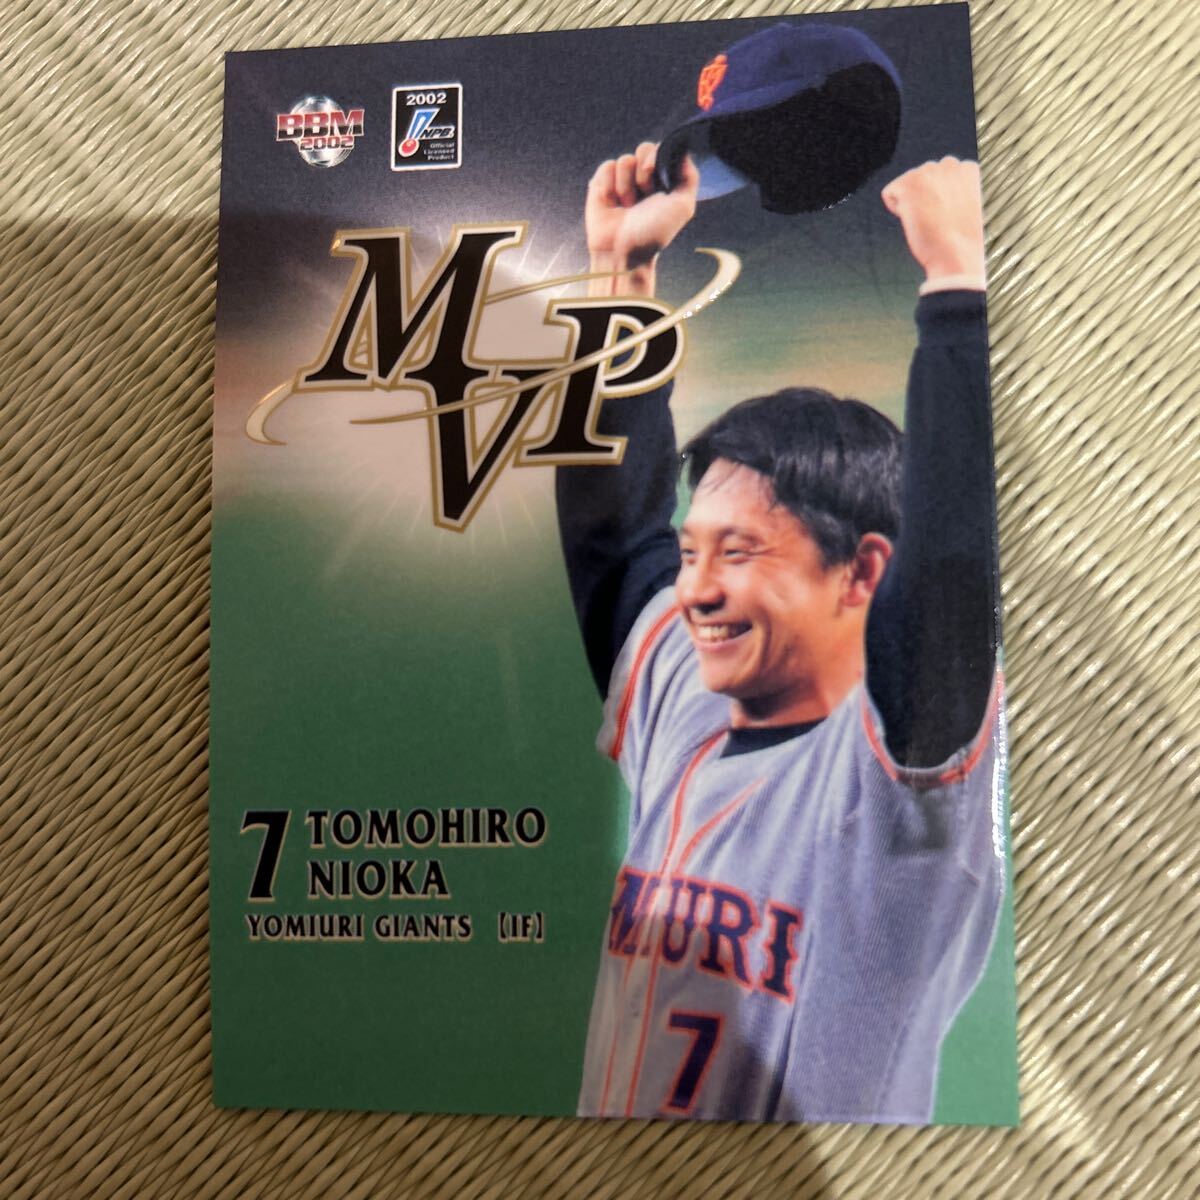 BBM
2002
2002
NPB
Official
Licensed
Product
MVP
7 TOMOHIRO
NIOKA
YOMIURI GIANTS 【IF】
MIURI
7